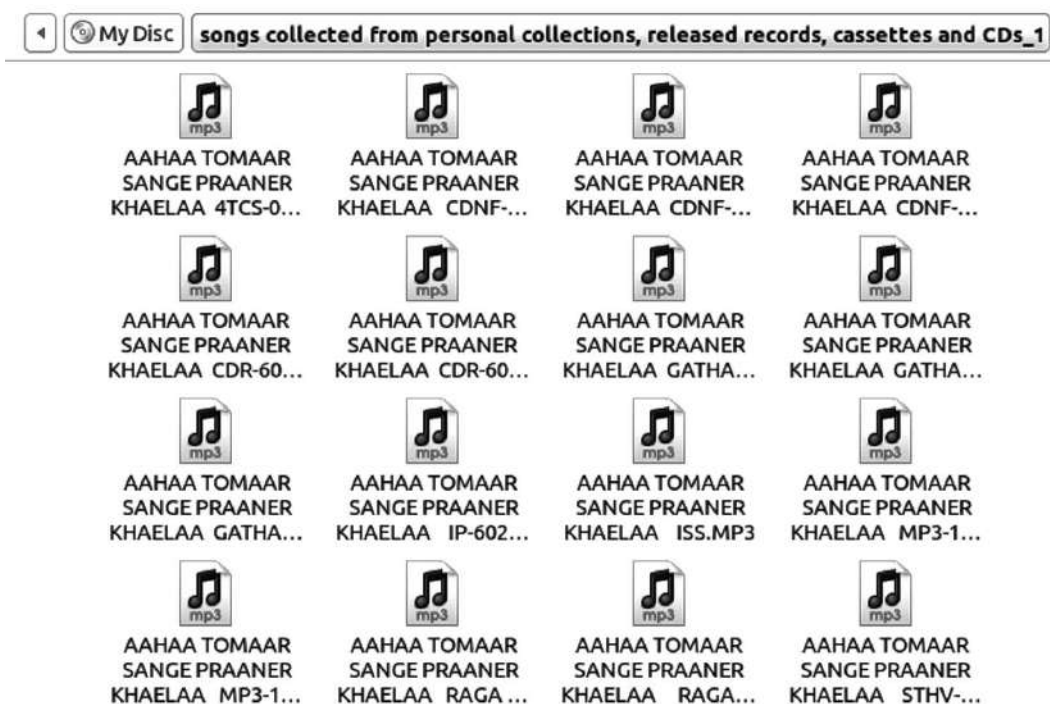 My Disc songs collected from personal collections, released records, cassettes and CDs_1
mp3 mp3 mp3 mp3
AAHAA TOMAAR AAHAA TOMAAR AAHAA TOMAAR AAHAA TOMAAR
SANGE PRAANER SANGE PRAANER SANGE PRAANER SANGE PRAANER
KHAELAA 4TCS-0... KHAELAA CDNF-... KHAELAA CDNF-... KHAELAA CDNF-...
mp3 mp3 mp3 mp3
AAHAA TOMAAR AAHAA TOMAAR AAHAA TOMAAR AAHAA TOMAAR
SANGE PRAANER SANGE PRAANER SANGE PRAANER SANGE PRAANER
KHAELAA CDR-60... KHAELAA CDR-60... KHAELAA GATHA... KHAELAA GATHA...
mp3 mp3 mp3 mp3
AAHAA TOMAAR AAHAA TOMAAR AAHAA TOMAAR AAHAA TOMAAR
SANGE PRAANER SANGE PRAANER SANGE PRAANER SANGE PRAANER
KHAELAA GATHA... KHAELAA IP-602... KHAELAA ISS.MP3 KHAELAA MP3-1...
mp3 mp3 mp3 mp3
AAHAA TOMAAR AAHAA TOMAAR AAHAA TOMAAR AAHAA TOMAAR
SANGE PRAANER SANGE PRAANER SANGE PRAANER SANGE PRAANER
KHAELAA MP3-1... KHAELAA RAGA ... KHAELAA RAGA... KHAELAA STHV-...